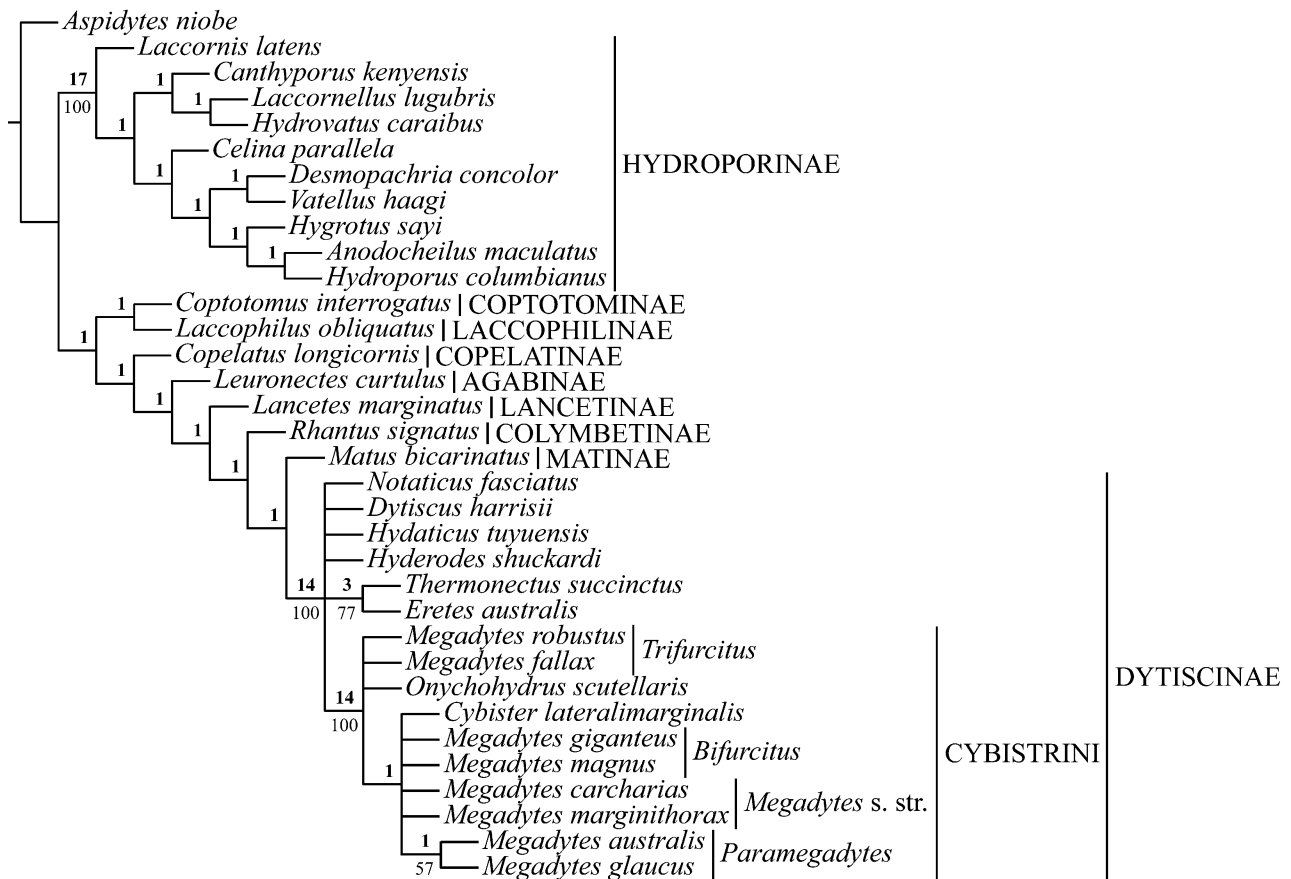 Aspidytes niobe
Laccornis latens
17
100
1
Canthyporus kenyensis
1
Laccornellus lugubris
Hydrovatus caraibus
1
Celina parallela
1
1
Desmopachria concolor
Vatellus haagi
1
Hygrotus sayi
1
Anodocheilus maculatus
Hydroporus columbianus
HYDROPORINAE
1
1
Coptotomus interrogatus | COPTOTOMINAE
Laccophilus obliquatus | LACCOPHILINAE
1
Copelatus longicornis | COPELATINAE
1
Leuronectes curtulus | AGABINAE
1
Lancetes marginatus | LANCETINAE
1
Rhantus signatus | COLYMBETINAE
1
Matus bicarinatus | MATINAE
14
100
Notaticus fasciatus
Dytiscus harrisii
Hydaticus tuyuensis
Hyderodes shuckardi
3
77
Thermonectus succinctus
Eretes australis
14
100
Megadytes robustus
Megadytes fallax
Trifurcitus
Onychohydrus scutellaris
1
Cybister lateralimarginalis
Megadytes giganteus
Megadytes magnus
Bifurcitus
Megadytes carcharias
Megadytes marginithorax
Megadytes s. str.
1
57
Megadytes australis
Megadytes glaucus
Paramegadytes
CYBISTRINI
DYTISCINAE